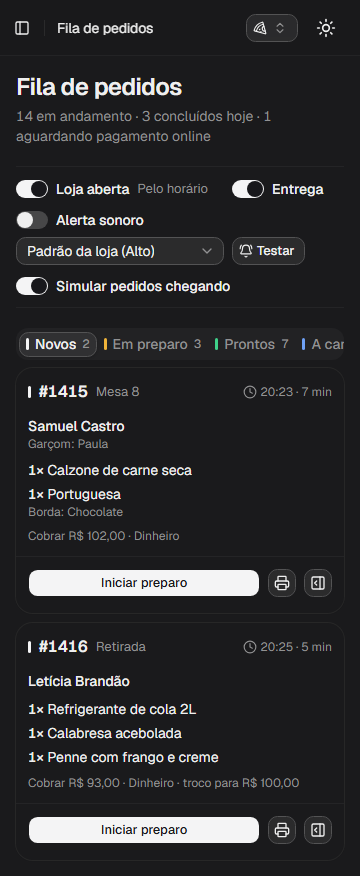 Fila de pedidos
Fila de pedidos
14 em andamento · 3 concluídos hoje · 1
aguardando pagamento online
Loja aberta Pelo horário Entrega
Alerta sonoro
Padrão da loja (Alto) Testar
Simular pedidos chegando
Novos 2 Em preparo 3 Prontos 7 A car
#1415 Mesa 8 20:23 · 7 min
Samuel Castro
Garçom: Paula
1× Calzone de carne seca
1× Portuguesa
Borda: Chocolate
Cobrar R$ 102,00 · Dinheiro
Iniciar preparo
#1416 Retirada 20:25 · 5 min
Letícia Brandão
1× Refrigerante de cola 2L
1× Calabresa acebolada
1× Penne com frango e creme
Cobrar R$ 93,00 · Dinheiro · troco para R$ 100,00
Iniciar preparo